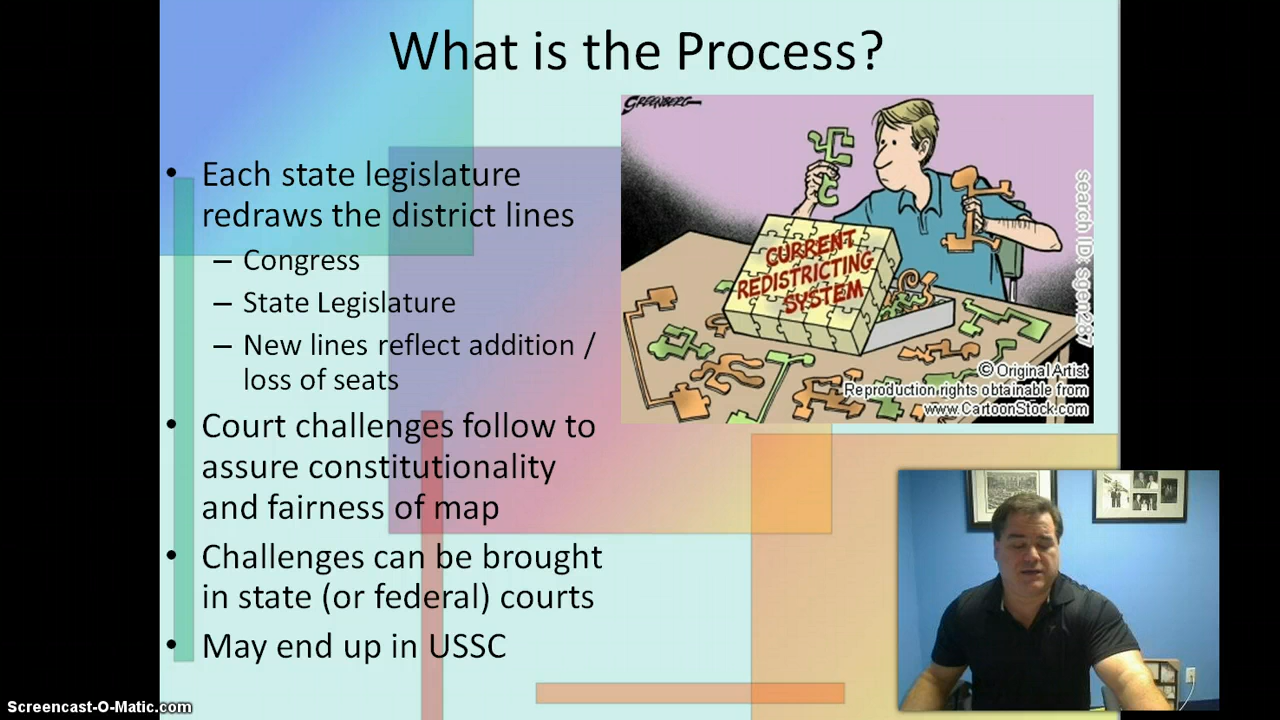 What is the Process?
• Each state legislature
redraws the district lines
– Congress
– State Legislature
– New lines reflect addition /
loss of seats
• Court challenges follow to
assure constitutionality
and fairness of map
• Challenges can be brought
in state (or federal) courts
• May end up in USSC
GREENBERG
CURRENT
REDISTRICTING
SYSTEM
search ID: sgen287
© Original Artist
Reproduction rights obtainable from
www.CartoonStock.com
Screencast-O-Matic.com